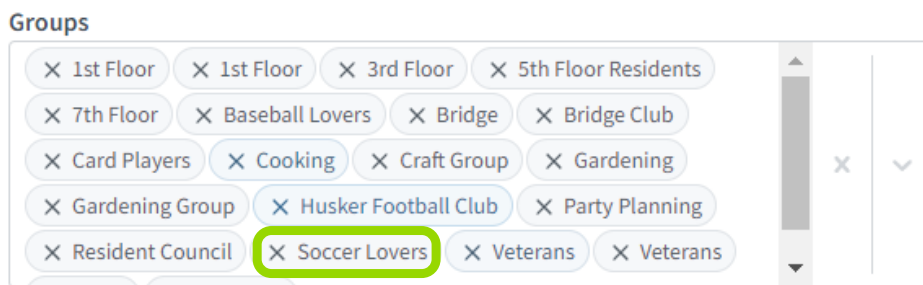 Groups
1st Floor 1st Floor 3rd Floor 5th Floor Residents
7th Floor Baseball Lovers Bridge Bridge Club
Card Players Cooking Craft Group Gardening
Gardening Group Husker Football Club Party Planning
Resident Council Soccer Lovers Veterans Veterans